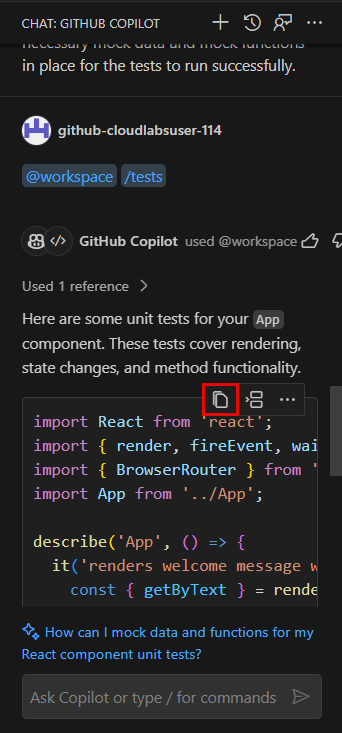 CHAT: GITHUB COPILOT
necessary mock data and mock functions
in place for the tests to run successfully.
github-cloudlabsuser-114
@workspace /tests
GitHub Copilot used @workspace
Used 1 reference
Here are some unit tests for your App
component. These tests cover rendering,
state changes, and method functionality.
import React from 'react';
import { render, fireEvent, wai
import { BrowserRouter } from '
import App from '../App';
describe('App', () => {
it('renders welcome message w
const { getByText } = rende
How can I mock data and functions for my
React component unit tests?
Ask Copilot or type / for commands